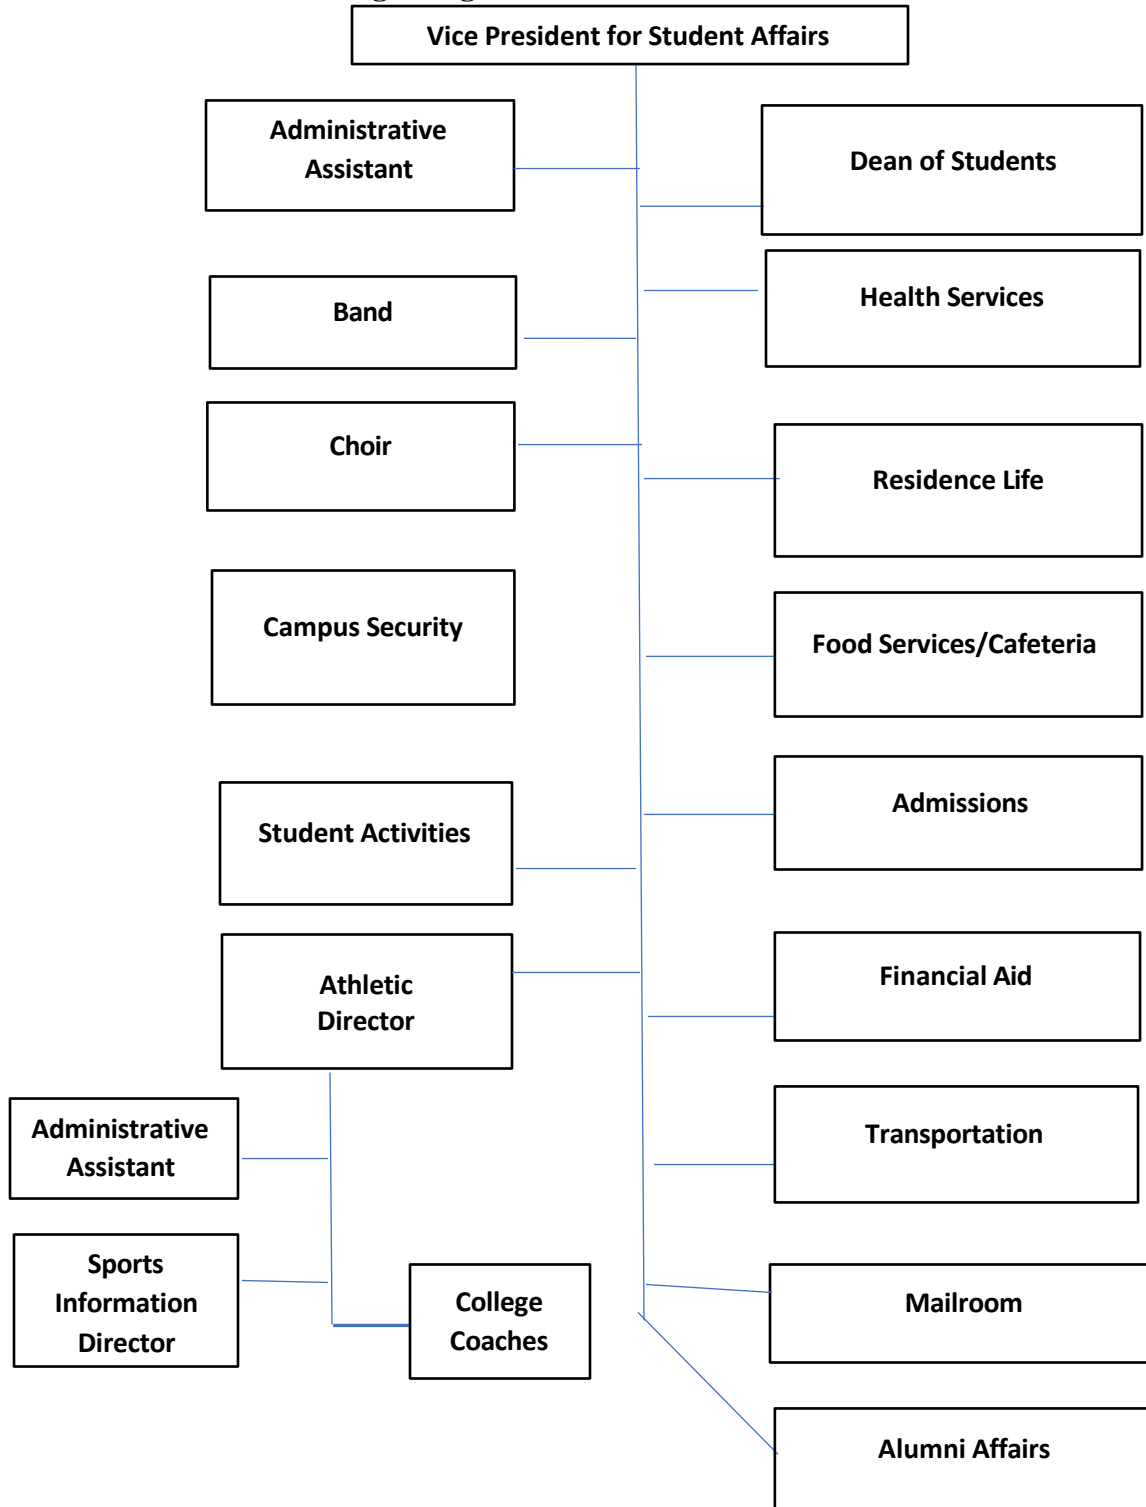 Vice President for Student Affairs
Administrative
Assistant
Dean of Students
Health Services
Band
Choir
Residence Life
Campus Security
Food Services/Cafeteria
Student Activities
Admissions
Athletic
Director
Financial Aid
Administrative
Assistant
Transportation
Sports
Information
Director
College
Coaches
Mailroom
Alumni Affairs